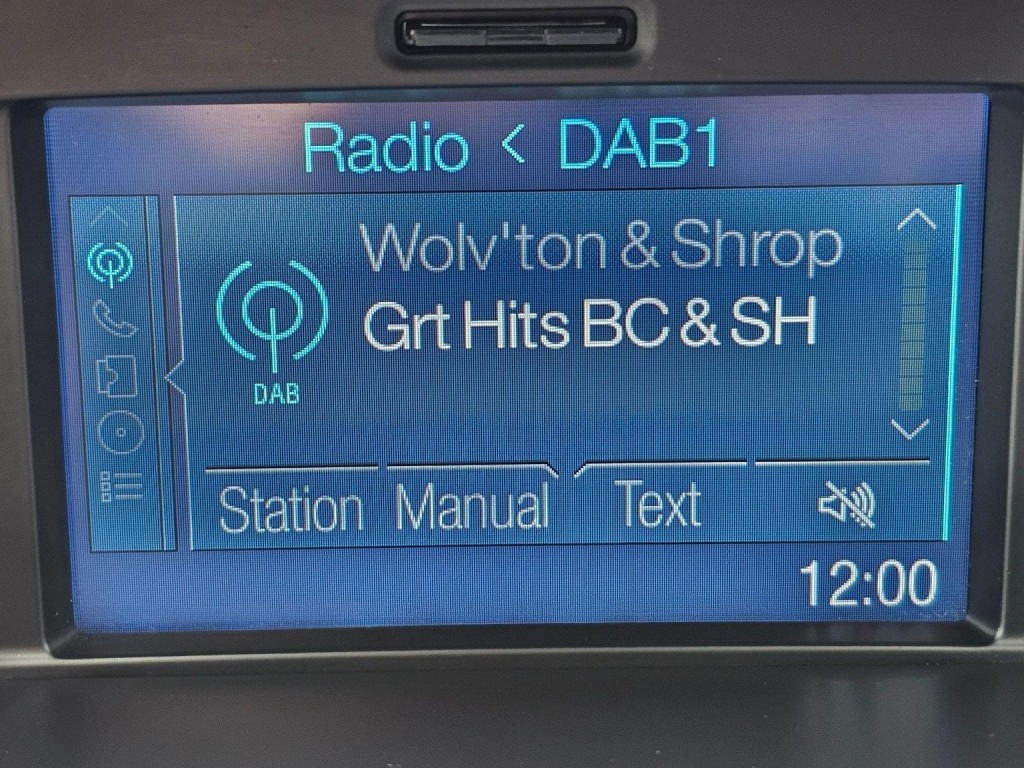 Radio < DAB1
Wolv'ton & Shrop
Grt Hits BC & SH
DAB
Station Manual Text
12:00